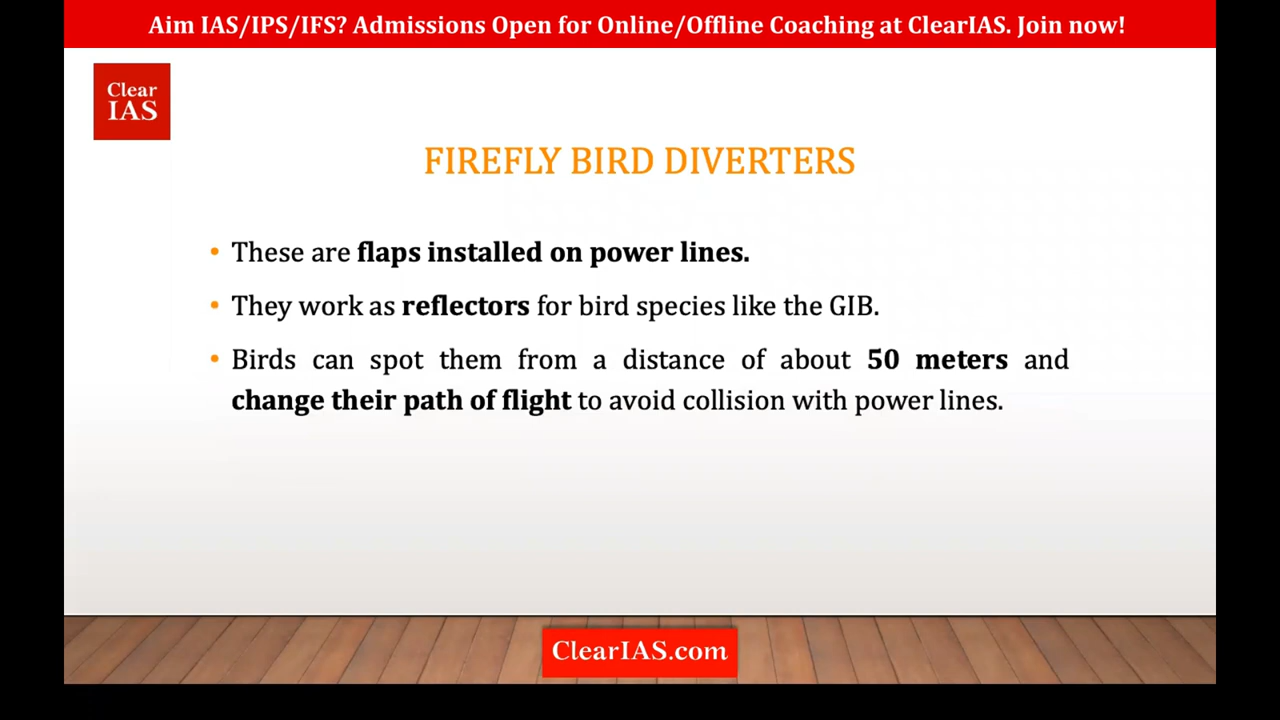 Aim IAS/IPS/IFS? Admissions Open for Online/Offline Coaching at ClearIAS. Join now!
Clear
IAS
FIREFLY BIRD DIVERTERS
• These are flaps installed on power lines.
• They work as reflectors for bird species like the GIB.
• Birds can spot them from a distance of about 50 meters and
change their path of flight to avoid collision with power lines.
ClearIAS.com